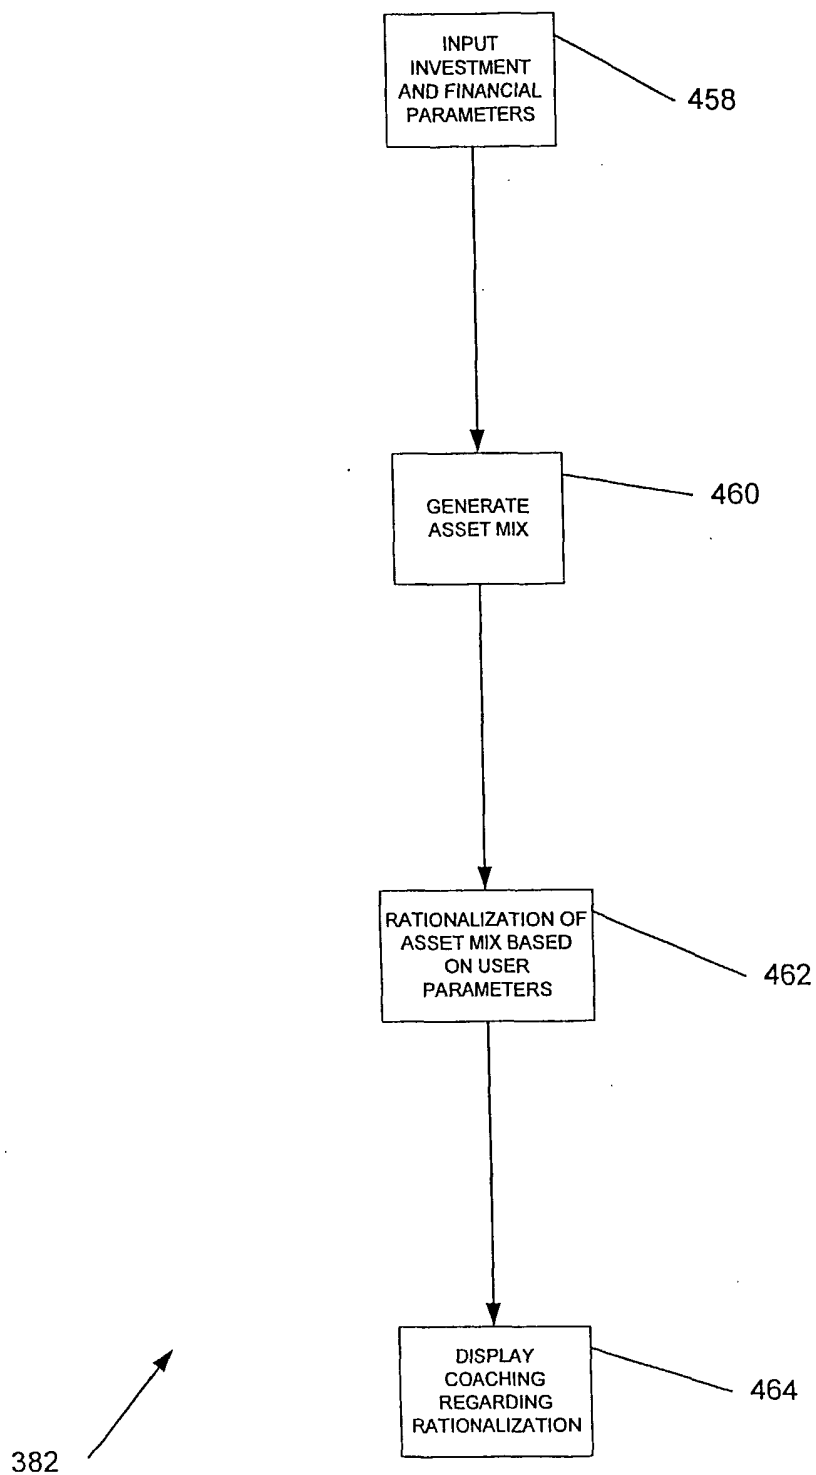 INPUT
INVESTMENT
AND FINANCIAL
PARAMETERS
458
GENERATE
ASSET MIX
460
RATIONALIZATION OF
ASSET MIX BASED
ON USER
PARAMETERS
462
DISPLAY
COACHING
REGARDING
RATIONALIZATION
464
382